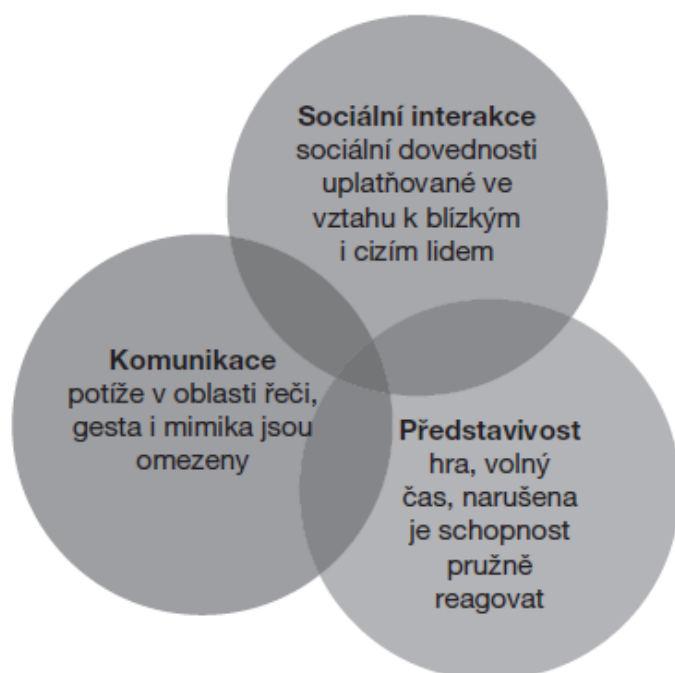 Sociální interakce
sociální dovednosti
uplatňované ve
vztahu k blízkým
i cizím lidem
Komunikace
potíže v oblasti řeči,
gesta i mimika jsou
omezeny
Představivost
hra, volný
čas, narušena
je schopnost
pružně
reagovat